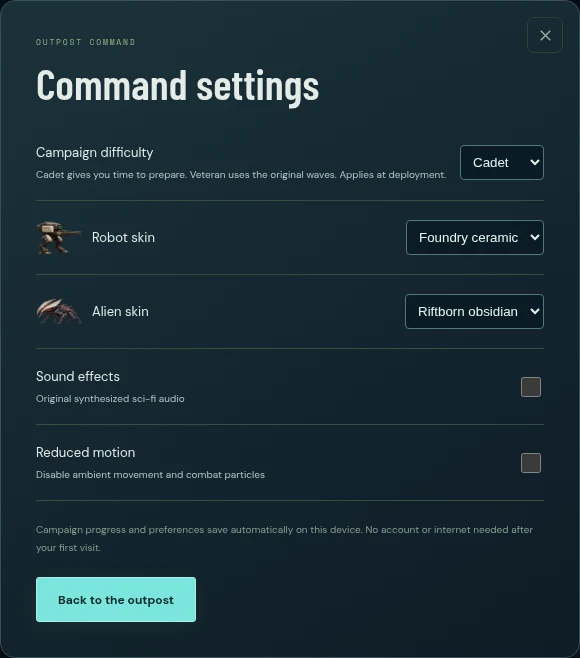 OUTPOST COMMAND
Command settings
Campaign difficulty
Cadet gives you time to prepare. Veteran uses the original waves. Applies at deployment.
Cadet
Robot skin
Foundry ceramic
Alien skin
Riftborn obsidian
Sound effects
Original synthesized sci-fi audio
Reduced motion
Disable ambient movement and combat particles
Campaign progress and preferences save automatically on this device. No account or internet needed after
your first visit.
Back to the outpost